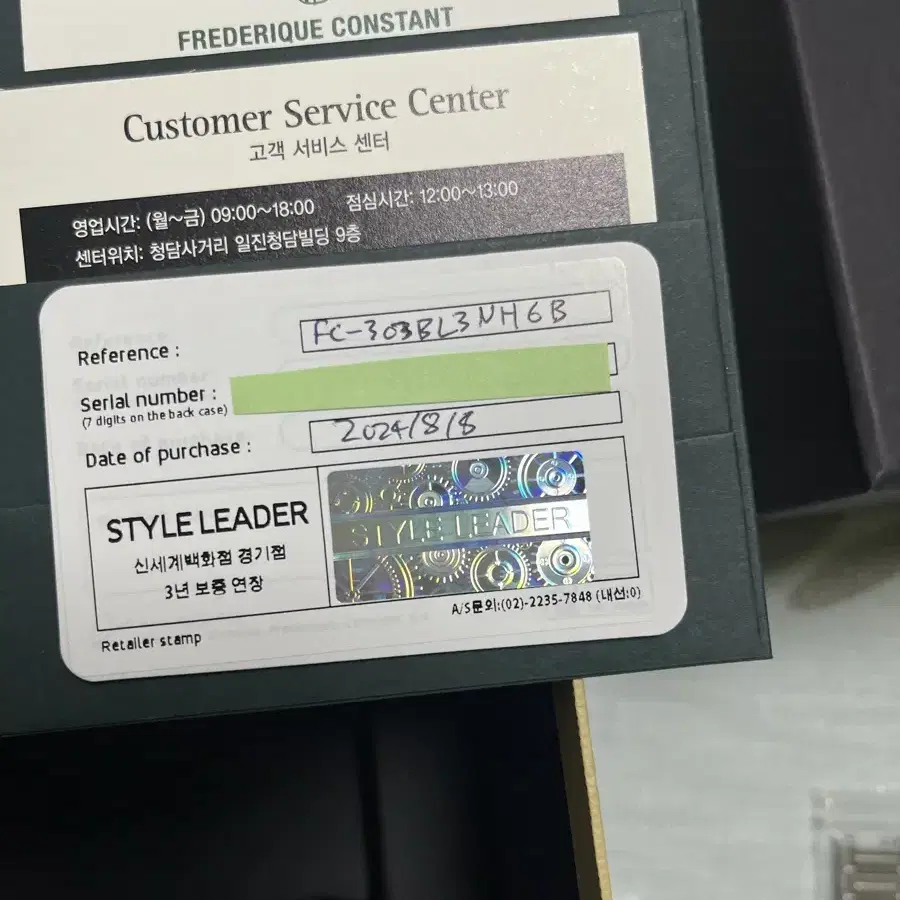 FREDERIQUE CONSTANT
Customer Service Center
고객 서비스 센터
영업시간: (월~금) 09:00~18:00 점심시간: 12:00~13:00
센터위치: 청담사거리 일진청담빌딩 9층
Reference : FC-303BL3NH6B
Serial number :
(7 digits on the back case)
Date of purchase : 2024/8/8
STYLE LEADER
신세계백화점 경기점
3년 보증 연장
STYLE LEADER
A/S문의:(02)-2235-7848 (내선:0)
Retailer stamp